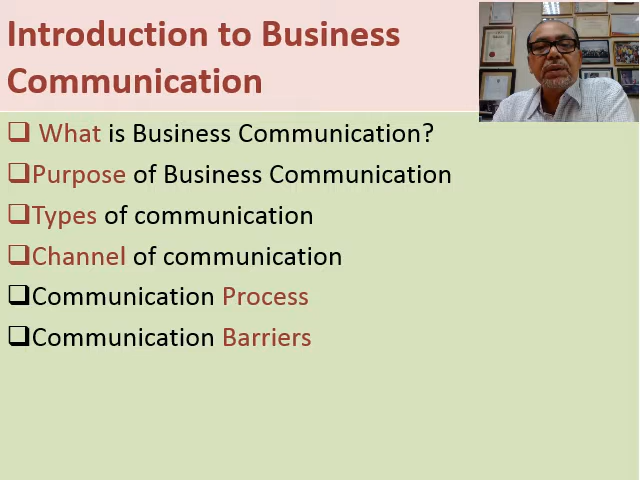 Introduction to Business
Communication
❑ What is Business Communication?
❑Purpose of Business Communication
❑Types of communication
❑Channel of communication
❑Communication Process
❑Communication Barriers